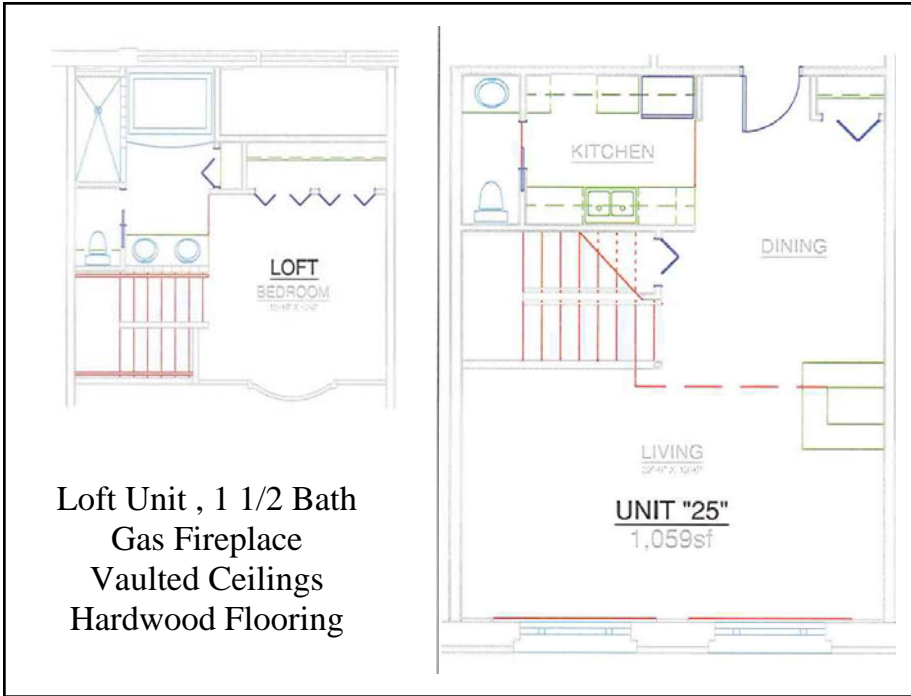 LOFT
BEDROOM
Loft Unit , 1 1/2 Bath
Gas Fireplace
Vaulted Ceilings
Hardwood Flooring
KITCHEN
DINING
LIVING
UNIT "25"
1,059sf